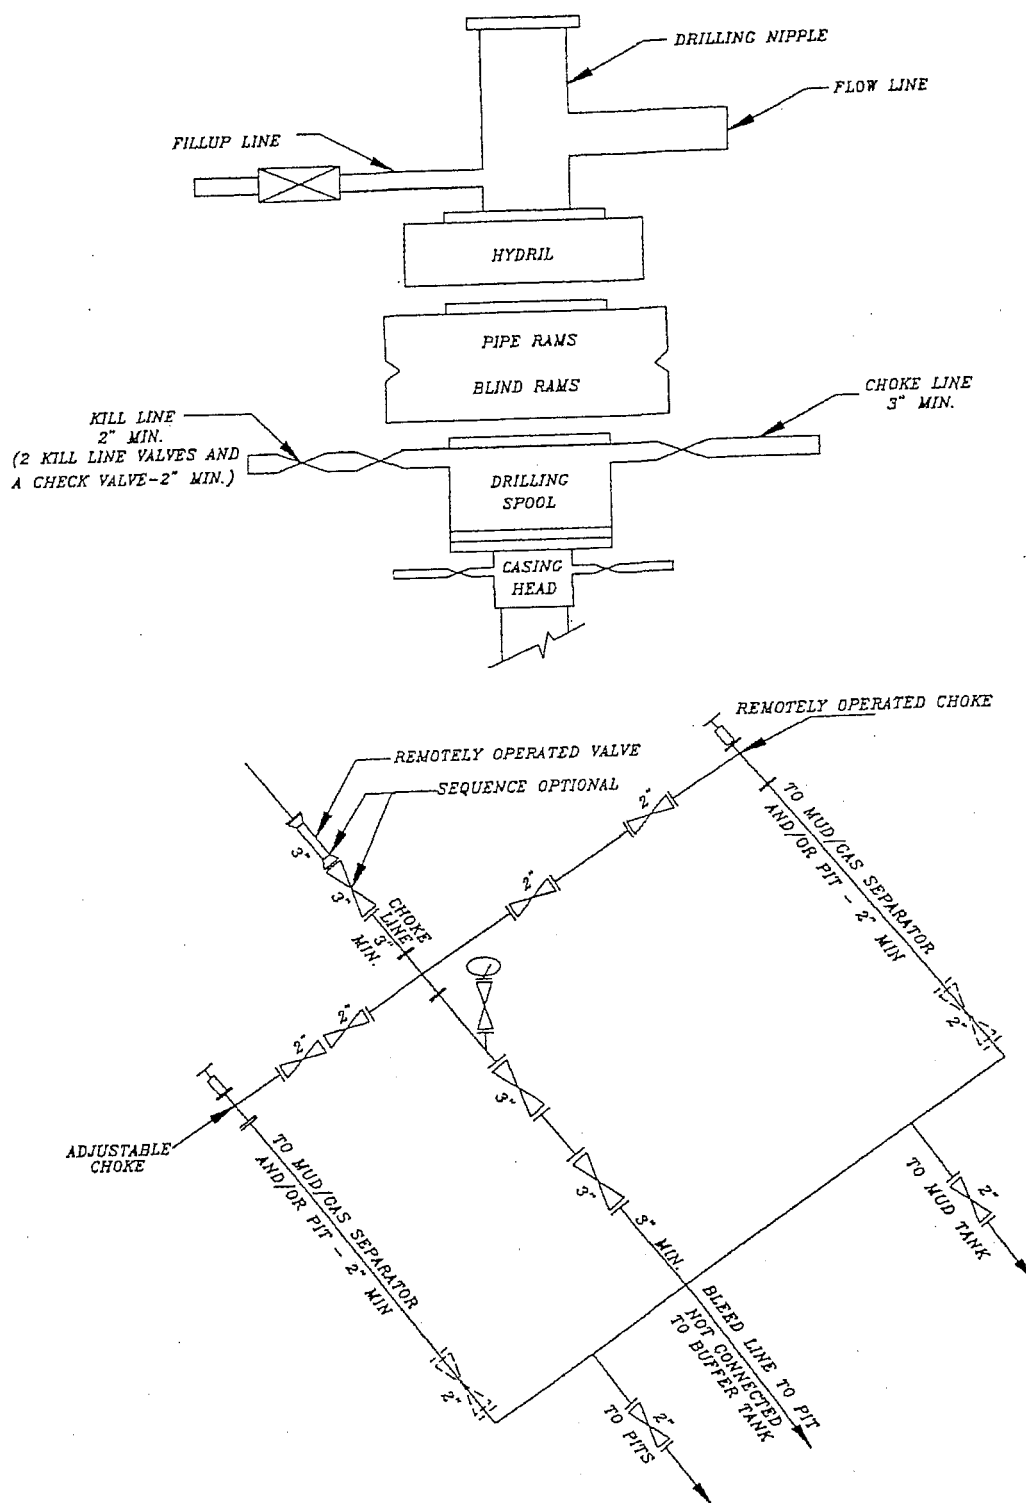 DRILLING NIPPLE
FLOW LINE
FILLUP LINE
HYDRIL
PIPE RAMS
BLIND RAMS
CHOKE LINE
3" MIN.
KILL LINE
2" MIN.
(2 KILL LINE VALVES AND
A CHECK VALVE-2" MIN.)
DRILLING
SPOOL
CASING
HEAD
REMOTELY OPERATED CHOKE
REMOTELY OPERATED VALVE
SEQUENCE OPTIONAL
3"
3"
CHOKE
LINE
3"
MIN.
2"
2"
TO MUD/GAS SEPARATOR
AND/OR PIT - 2" MIN
2"
2"
2"
3"
3"
3" MIN.
ADJUSTABLE
CHOKE
TO MUD/GAS SEPARATOR
AND/OR PIT - 2" MIN
2"
2"
TO MUD TANK
BLEED LINE TO PIT
NOT CONNECTED
TO BUFFER TANK
2"
TO PITS